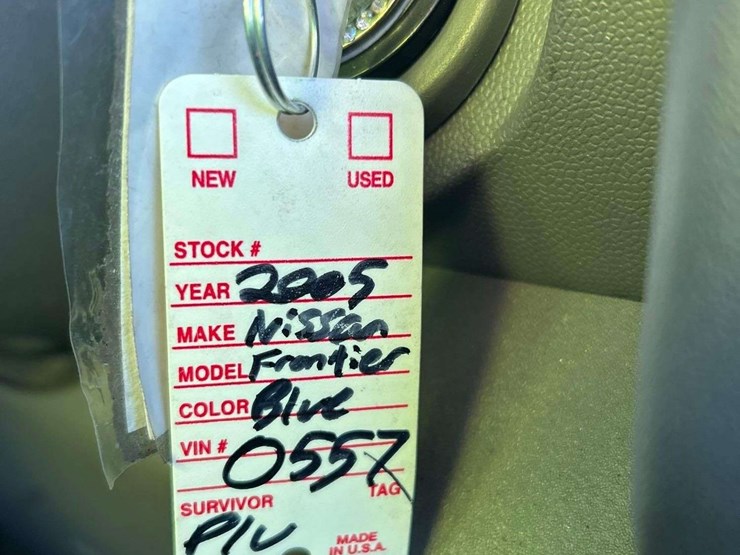 NEW USED
STOCK #
YEAR 2005
MAKE Nissan
MODEL Frontier
COLOR Blue
VIN # 0557
TAG
SURVIVOR
P/U
MADE
IN U.S.A.